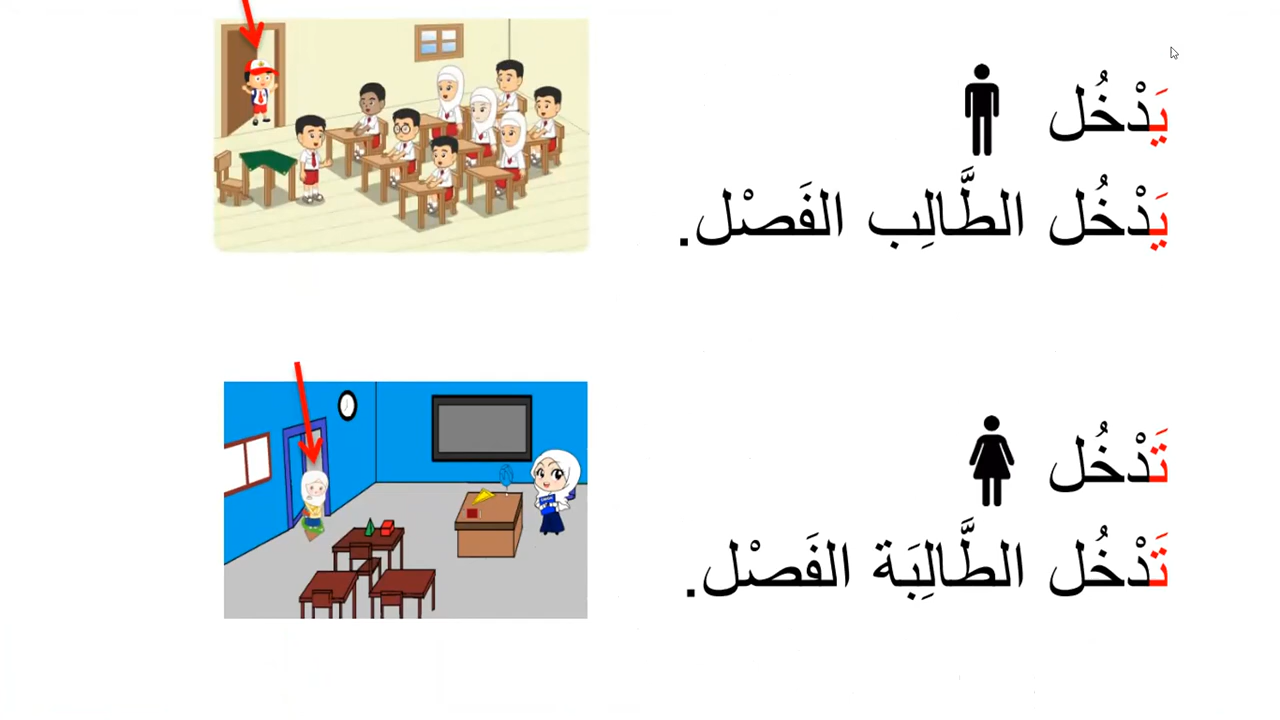 يَدْخُل
يَدْخُل الطَّالِب الفَصْل.
تَدْخُل
تَدْخُل الطَّالِبَة الفَصْل.